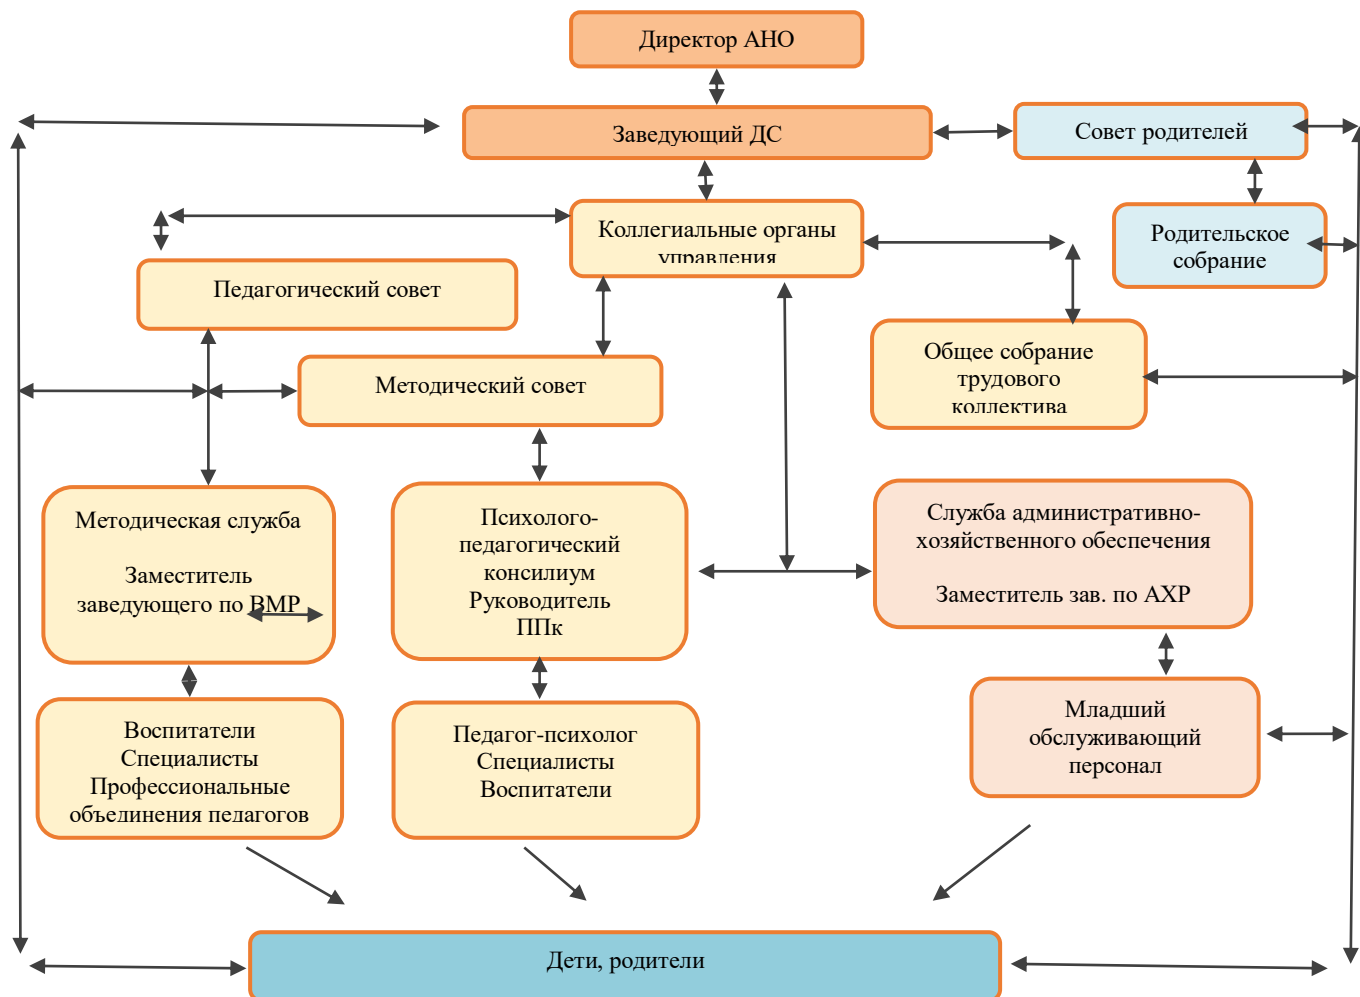 Директор АНО
Заведующий ДС
Совет родителей
Коллегиальные органы
управления
Родительское
собрание
Педагогический совет
Общее собрание
трудового
коллектива
Методический совет
Методическая служба
Заместитель
заведующего по ВМР
Психолого-
педагогический
консилиум
Руководитель
ППк
Служба административно-
хозяйственного обеспечения
Заместитель зав. по АХР
Воспитатели
Специалисты
Профессиональные
объединения педагогов
Педагог-психолог
Специалисты
Воспитатели
Младший
обслуживающий
персонал
Дети, родители